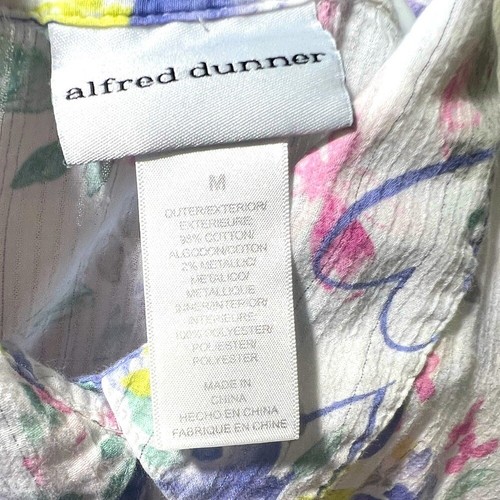 alfred dunner
M
OUTER/EXTERIOR/
EXTERIEURE:
98% COTTON/
ALGODON/COTON
2% METALLIC/
METALICO/
METALLIQUE
INNER/INTERIOR/
INTERIEURE:
100% POLYESTER/
POLIESTER/
POLYESTER
MADE IN
CHINA
HECHO EN CHINA
FABRIQUE EN CHINE